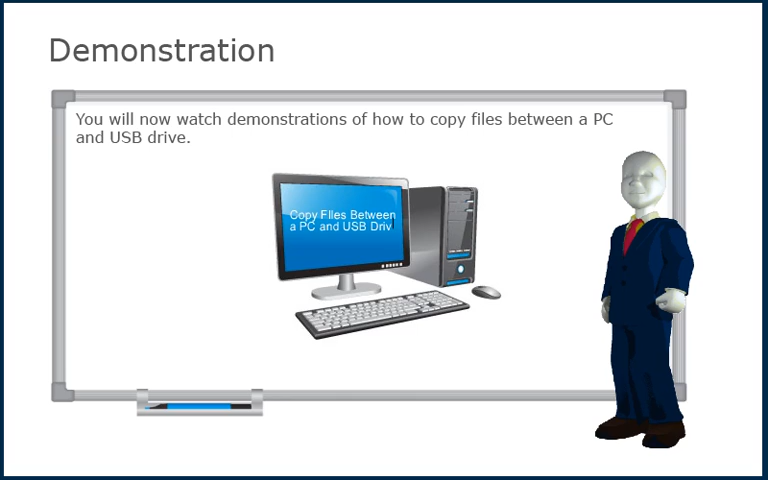 Demonstration
You will now watch demonstrations of how to copy files between a PC
and USB drive.
Copy FIles Between
a PC and USB Driv